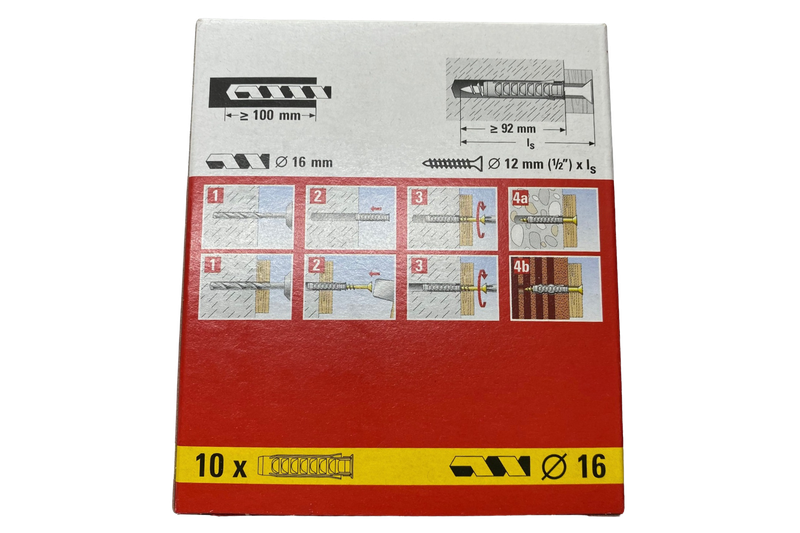 ≥ 100 mm
≥ 92 mm
ls
Ø 16 mm
Ø 12 mm (½") x ls
1 2 3 4a
1 2 3 4b
10 x Ø 16